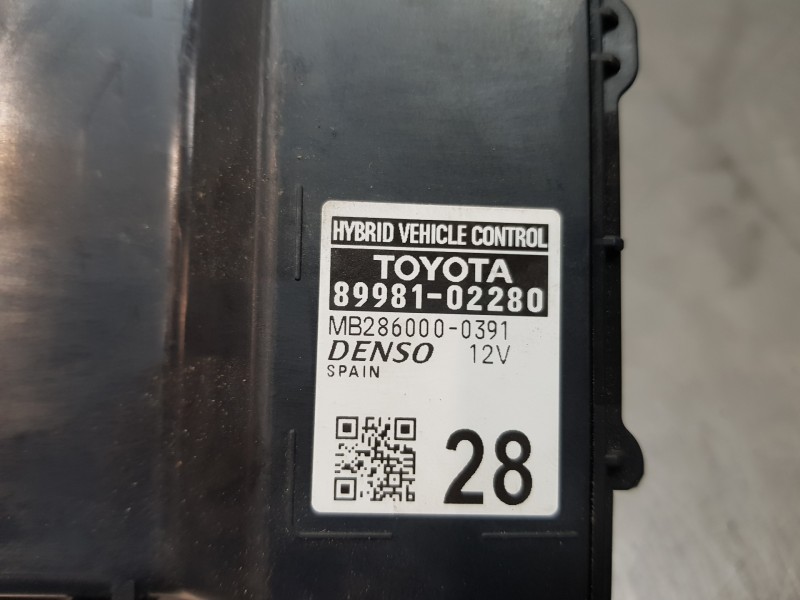 HYBRID VEHICLE CONTROL
TOYOTA
89981-02280
MB286000-0391
DENSO 12V
SPAIN
28